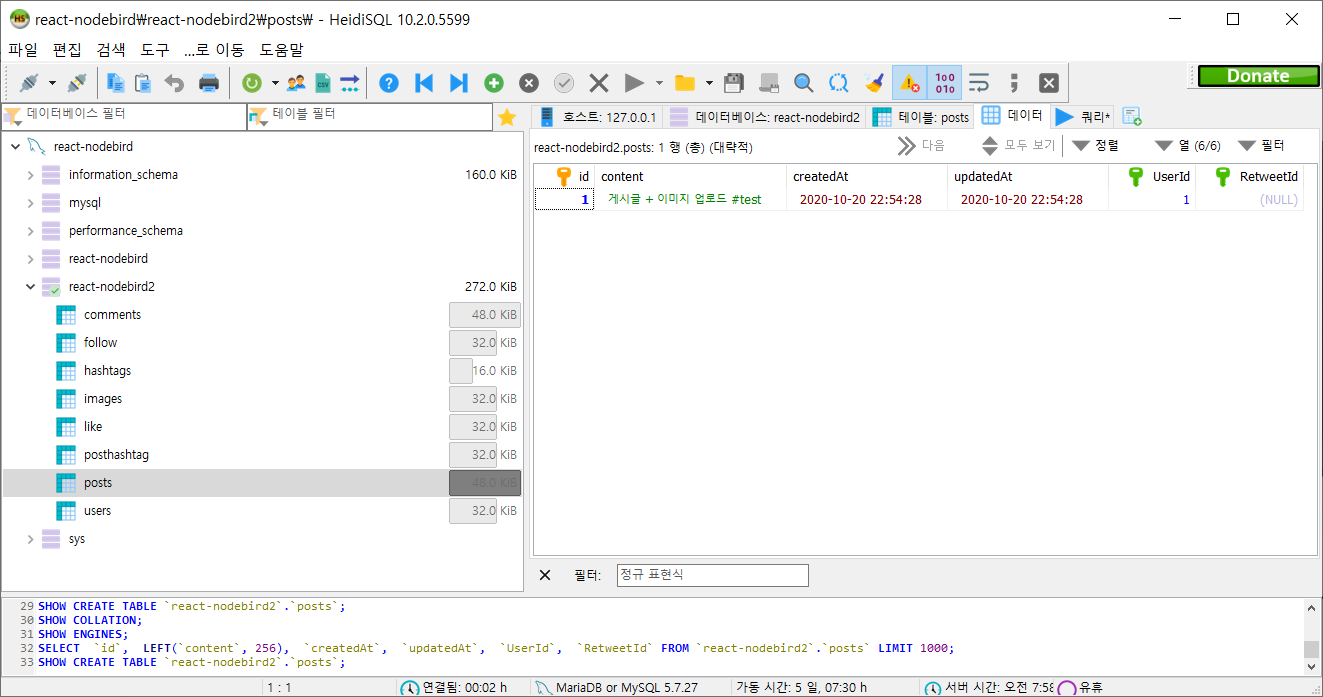 react-nodebird₩react-nodebird2₩posts₩ - HeidiSQL 10.2.0.5599
파일 편집 검색 도구 ...로 이동 도움말
Donate
데이터베이스 필터 테이블 필터
호스트: 127.0.0.1 데이터베이스: react-nodebird2 테이블: posts 데이터 쿼리*
react-nodebird2.posts: 1 행 (총) (대략적) 다음 모두 보기 정렬 열 (6/6) 필터
react-nodebird
information_schema 160.0 KiB
mysql
performance_schema
react-nodebird
react-nodebird2 272.0 KiB
comments 48.0 KiB
follow 32.0 KiB
hashtags 16.0 KiB
images 32.0 KiB
like 32.0 KiB
posthashtag 32.0 KiB
posts 48.0 KiB
users 32.0 KiB
sys
id content createdAt updatedAt UserId RetweetId
1 게시글 + 이미지 업로드 #test 2020-10-20 22:54:28 2020-10-20 22:54:28 1 (NULL)
필터: 정규 표현식
29 SHOW CREATE TABLE `react-nodebird2`.`posts`;
30 SHOW COLLATION;
31 SHOW ENGINES;
32 SELECT `id`, LEFT(`content`, 256), `createdAt`, `updatedAt`, `UserId`, `RetweetId` FROM `react-nodebird2`.`posts` LIMIT 1000;
33 SHOW CREATE TABLE `react-nodebird2`.`posts`;
1 : 1 연결됨: 00:02 h MariaDB or MySQL 5.7.27 가동 시간: 5 일, 07:30 h 서버 시간: 오전 7:58 유휴